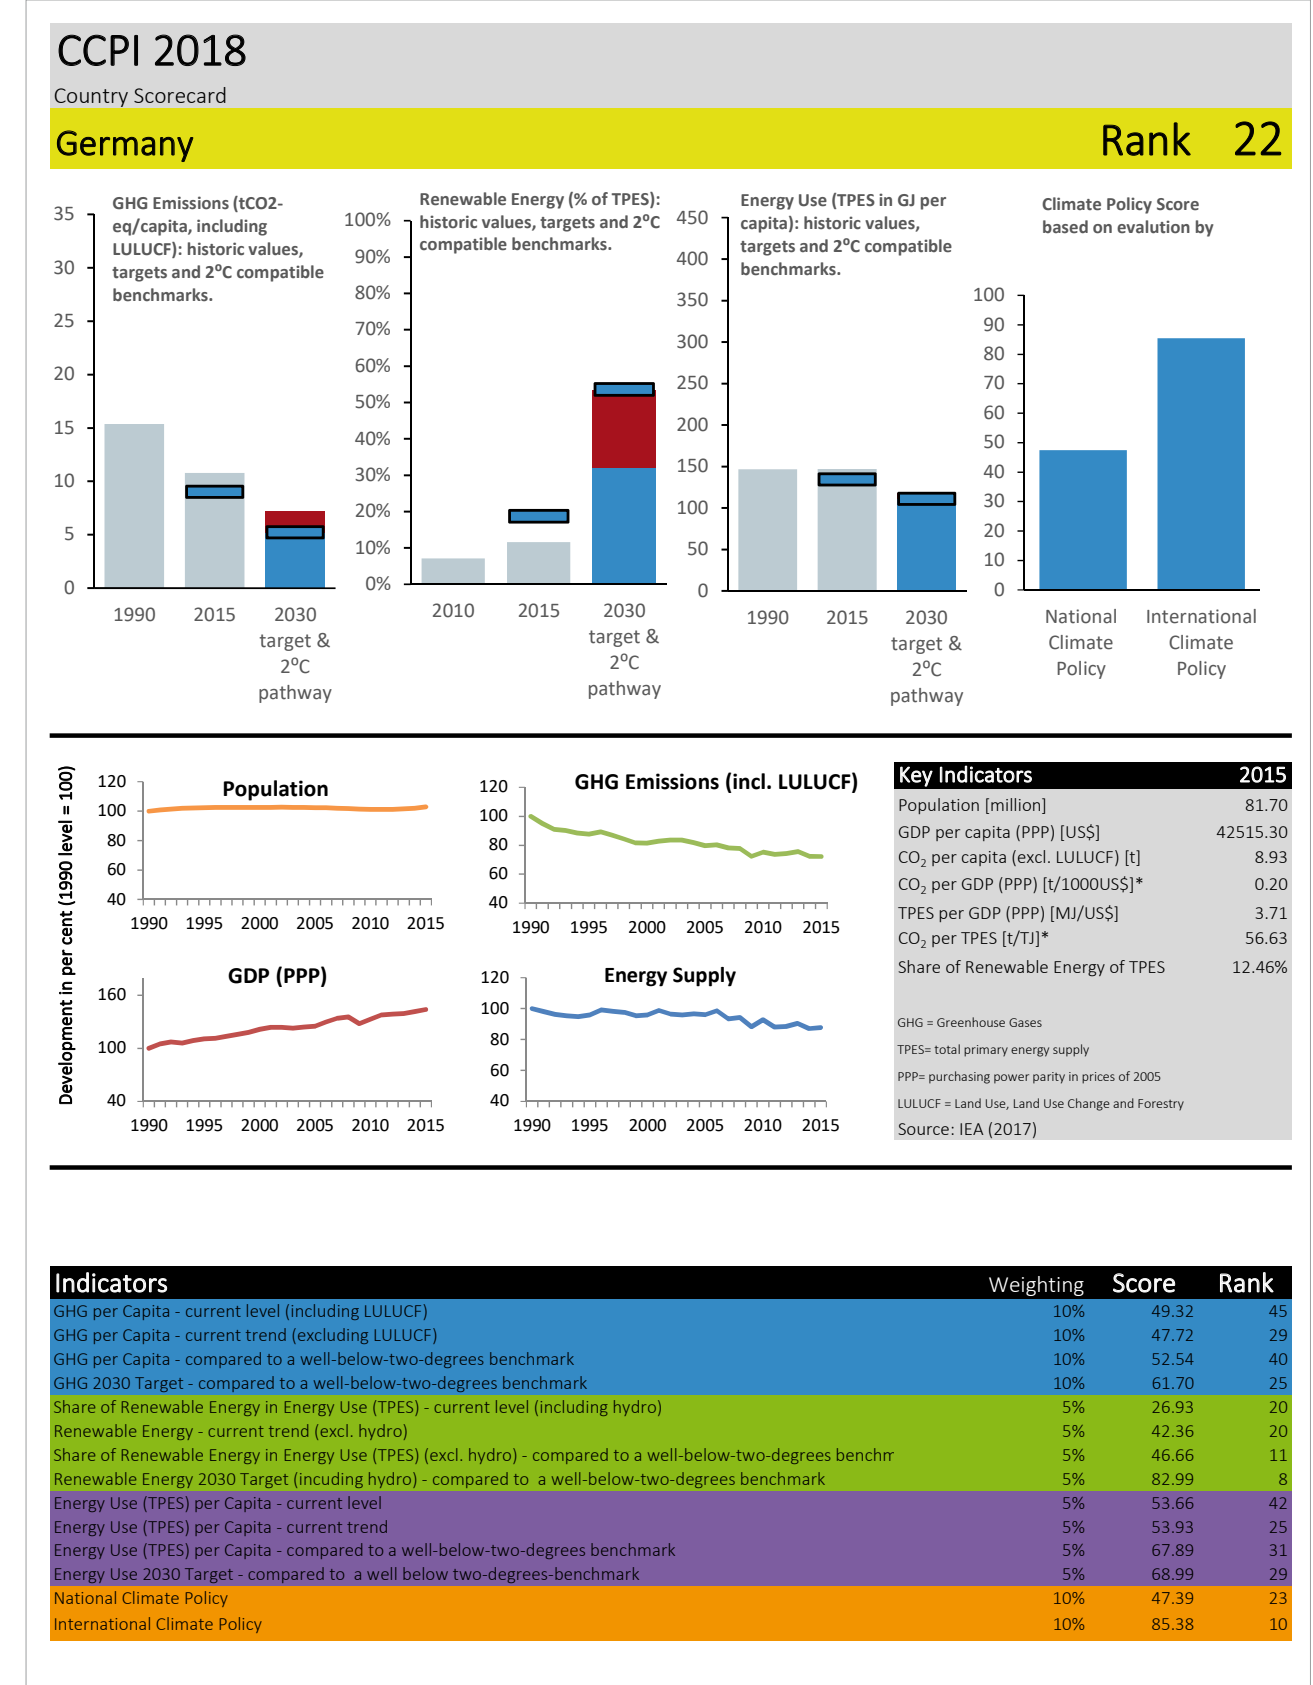 CCPI 2018
Country Scorecard
Germany Rank 22
GHG Emissions (tCO2-
eq/capita, including
LULUCF): historic values,
targets and 2⁰C compatible
benchmarks.
35
30
25
20
15
10
5
0
1990 2015 2030
target &
2⁰C
pathway
Renewable Energy (% of TPES):
historic values, targets and 2⁰C
compatible benchmarks.
100%
90%
80%
70%
60%
50%
40%
30%
20%
10%
0%
2010 2015 2030
target &
2⁰C
pathway
Energy Use (TPES in GJ per
capita): historic values,
targets and 2⁰C compatible
benchmarks.
450
400
350
300
250
200
150
100
50
0
1990 2015 2030
target &
2⁰C
pathway
Climate Policy Score
based on evalution by
100
90
80
70
60
50
40
30
20
10
0
National
Climate
Policy
International
Climate
Policy
Development in per cent (1990 level = 100)
Population
120
100
80
60
40
1990 1995 2000 2005 2010 2015
GHG Emissions (incl. LULUCF)
120
100
80
60
40
1990 1995 2000 2005 2010 2015
GDP (PPP)
160
100
40
1990 1995 2000 2005 2010 2015
Energy Supply
120
100
80
60
40
1990 1995 2000 2005 2010 2015
Key Indicators 2015
Population [million] 81.70
GDP per capita (PPP) [US$] 42515.30
CO₂ per capita (excl. LULUCF) [t] 8.93
CO₂ per GDP (PPP) [t/1000US$]* 0.20
TPES per GDP (PPP) [MJ/US$] 3.71
CO₂ per TPES [t/TJ]* 56.63
Share of Renewable Energy of TPES 12.46%
GHG = Greenhouse Gases
TPES= total primary energy supply
PPP= purchasing power parity in prices of 2005
LULUCF = Land Use, Land Use Change and Forestry
Source: IEA (2017)
Indicators Weighting Score Rank
GHG per Capita - current level (including LULUCF) 10% 49.32 45
GHG per Capita - current trend (excluding LULUCF) 10% 47.72 29
GHG per Capita - compared to a well-below-two-degrees benchmark 10% 52.54 40
GHG 2030 Target - compared to a well-below-two-degrees benchmark 10% 61.70 25
Share of Renewable Energy in Energy Use (TPES) - current level (including hydro) 5% 26.93 20
Renewable Energy - current trend (excl. hydro) 5% 42.36 20
Share of Renewable Energy in Energy Use (TPES) (excl. hydro) - compared to a well-below-two-degrees benchm 5% 46.66 11
Renewable Energy 2030 Target (incuding hydro) - compared to  a well-below-two-degrees benchmark 5% 82.99 8
Energy Use (TPES) per Capita - current level 5% 53.66 42
Energy Use (TPES) per Capita - current trend 5% 53.93 25
Energy Use (TPES) per Capita - compared to a well-below-two-degrees benchmark 5% 67.89 31
Energy Use 2030 Target - compared to  a well below two-degrees-benchmark 5% 68.99 29
National Climate Policy 10% 47.39 23
International Climate Policy 10% 85.38 10